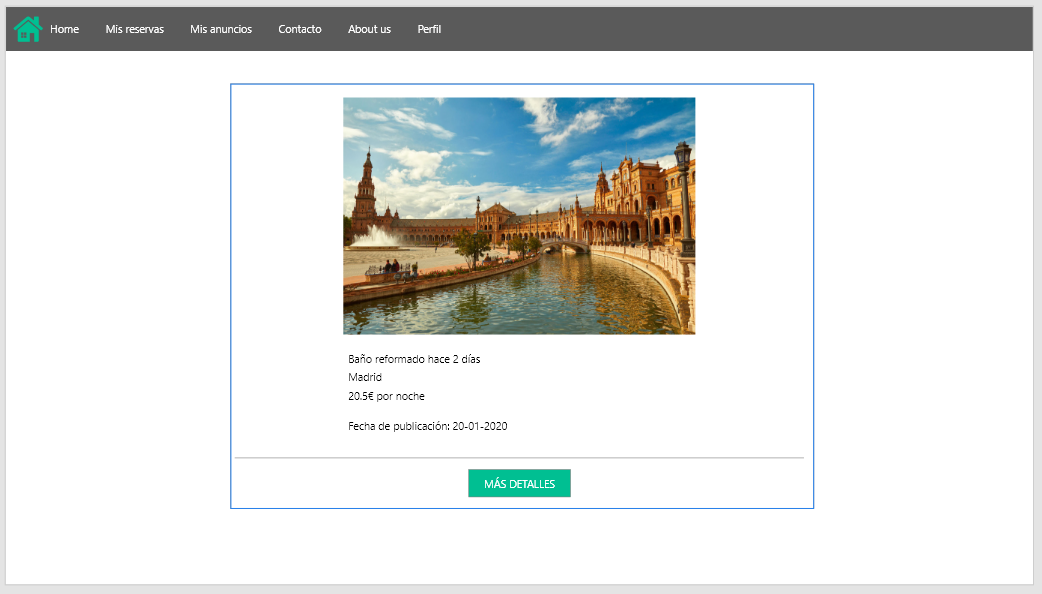 Home
Mis reservas
Mis anuncios
Contacto
About us
Perfil
Baño reformado hace 2 días
Madrid
20.5€ por noche
Fecha de publicación: 20-01-2020
MÁS DETALLES